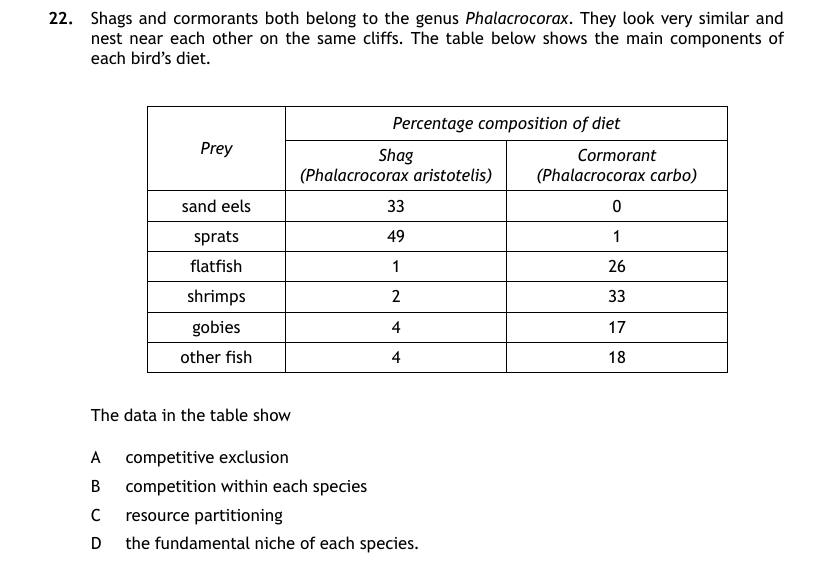 22. Shags and cormorants both belong to the genus Phalacrocorax. They look very similar and
nest near each other on the same cliffs. The table below shows the main components of
each bird’s diet.
Prey
Percentage composition of diet
Shag
(Phalacrocorax aristotelis)
Cormorant
(Phalacrocorax carbo)
sand eels 33 0
sprats 49 1
flatfish 1 26
shrimps 2 33
gobies 4 17
other fish 4 18
The data in the table show
A competitive exclusion
B competition within each species
C resource partitioning
D the fundamental niche of each species.